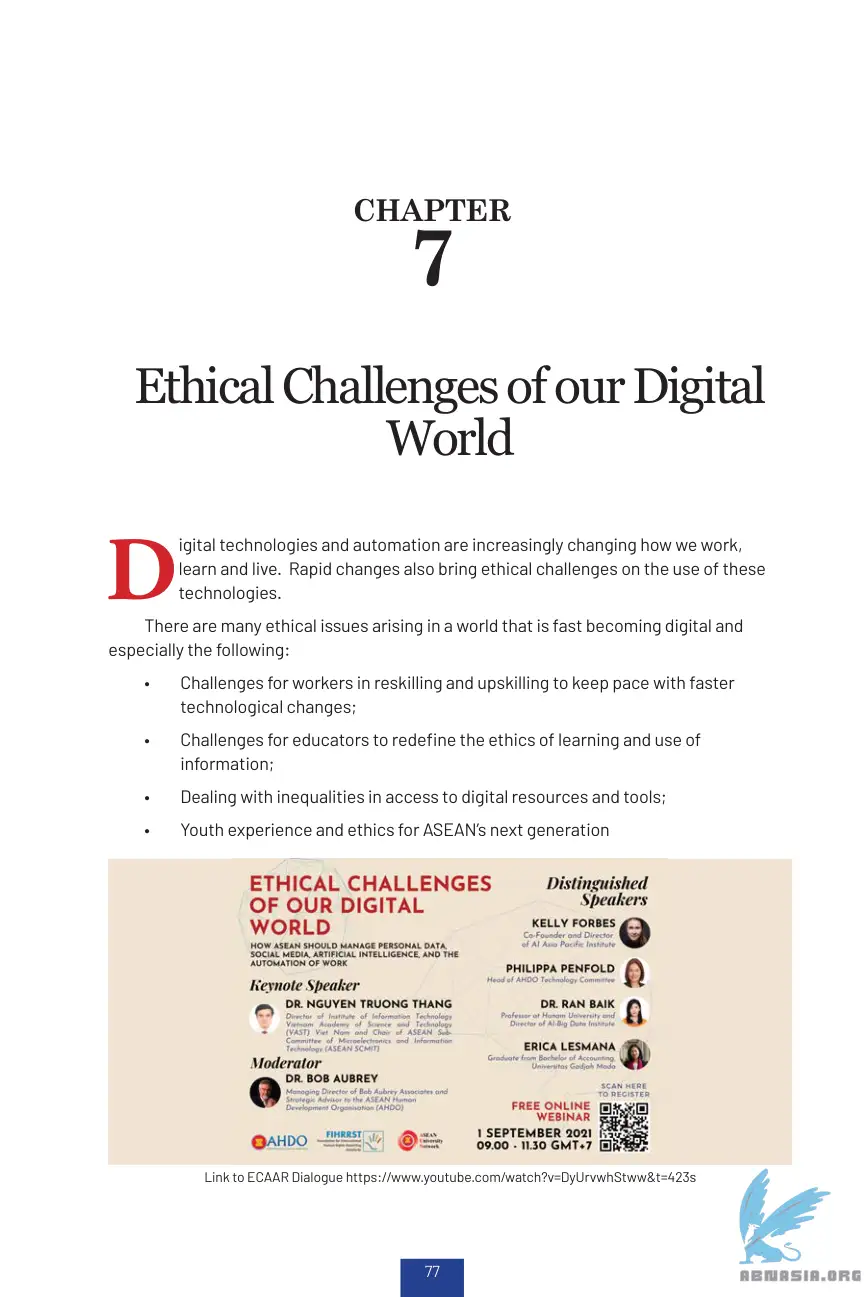 CHAPTER
7
Ethical Challenges of our Digital
World
Digital technologies and automation are increasingly changing how we work,
learn and live. Rapid changes also bring ethical challenges on the use of these
technologies.
There are many ethical issues arising in a world that is fast becoming digital and
especially the following:
• Challenges for workers in reskilling and upskilling to keep pace with faster
technological changes;
• Challenges for educators to redefine the ethics of learning and use of
information;
• Dealing with inequalities in access to digital resources and tools;
• Youth experience and ethics for ASEAN's next generation
ETHICAL CHALLENGES
OF OUR DIGITAL
WORLD
HOW ASEAN SHOULD MANAGE PERSONAL DATA,
SOCIAL MEDIA, ARTIFICIAL INTELLIGENCE, AND THE
AUTOMATION OF WORK
Keynote Speaker
DR. NGUYEN TRUONG THANG
Director of Institute of Information Technology
Vietnam Academy of Science and Technology
(VAST) Viet Nam and Chair of ASEAN Sub-
Committee of Microelectronics and Information
Technology (ASEAN SCMIT)
Moderator
DR. BOB AUBREY
Managing Director of Bob Aubrey Associates and
Strategic Advisor to the ASEAN Human
Development Organisation (AHDO)
Distinguished
Speakers
KELLY FORBES
Co-Founder and Director
of AI Asia Pacific Institute
PHILIPPA PENFOLD
Head of AHDO Technology Committee
DR. RAN BAIK
Professor at Honam University and
Director of AI-Big Data Institute
ERICA LESMANA
Graduate from Bachelor of Accounting,
Universitas Gadjah Mada
SCAN HERE
TO REGISTER
FREE ONLINE
WEBINAR
1 SEPTEMBER 2021
09.00 - 11.30 GMT+7
AHDO
FIHRRST
ASEAN
University
Network
Link to ECAAR Dialogue https://www.youtube.com/watch?v=DyUrvwhStww&t=423s
77
ABNASIA.ORG